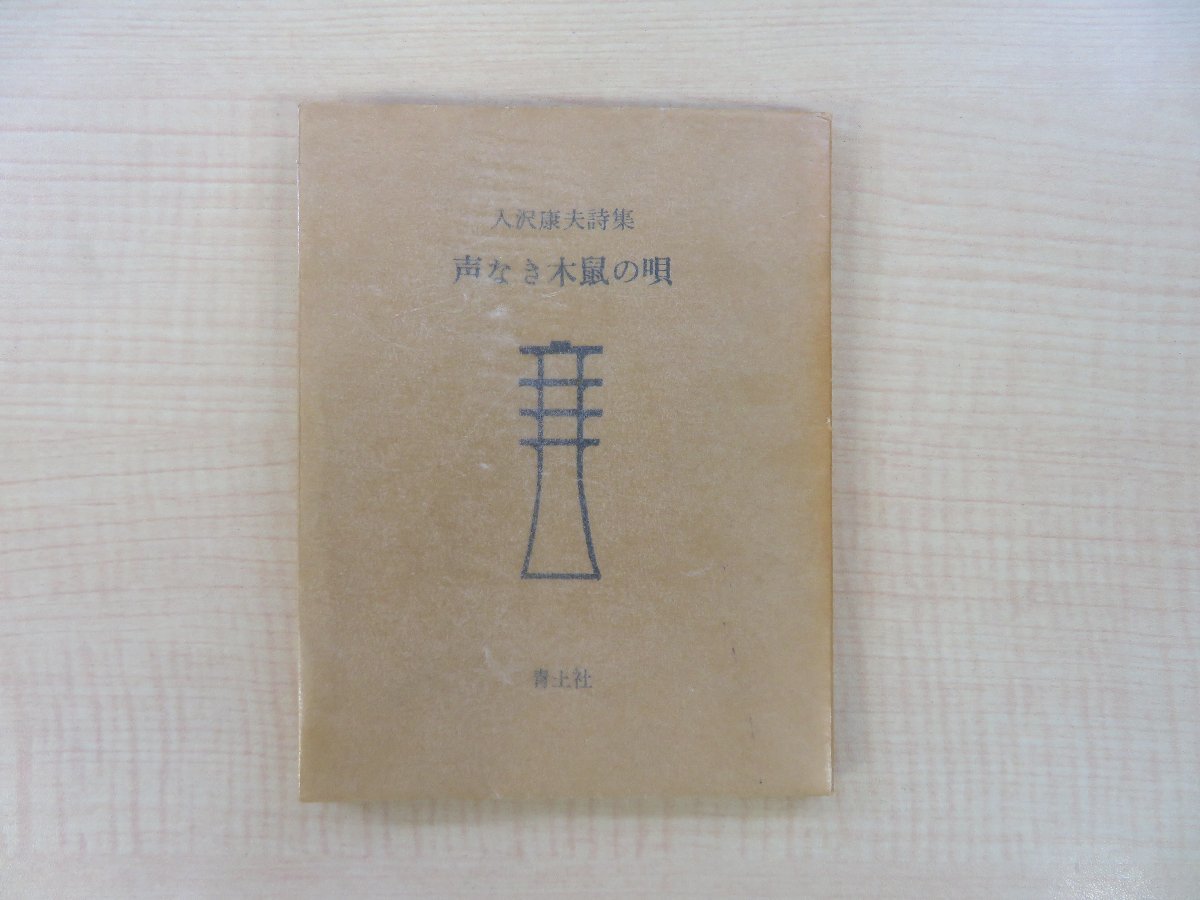 入沢康夫詩集
声なき木鼠の唄
青土社